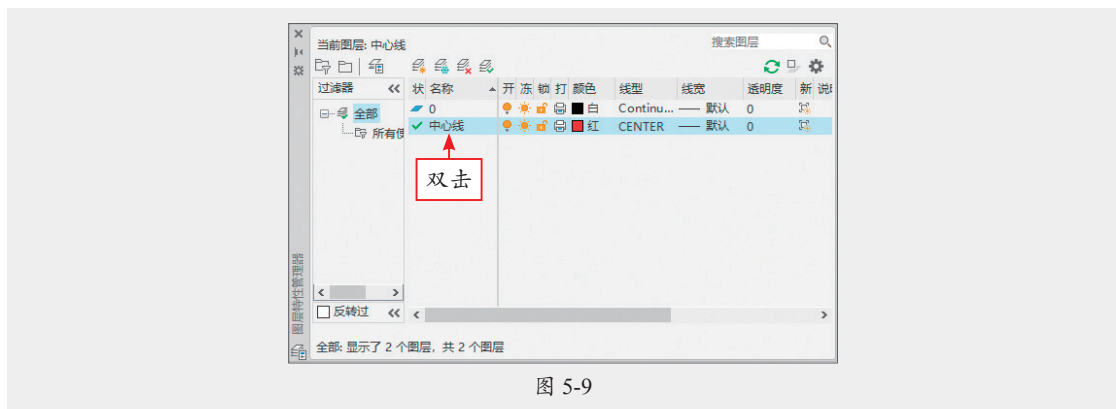 当前图层: 中心线
搜索图层
过滤器 << 状 名称 开 冻 锁 打 颜色 线型 线宽 透明度 新 说
0 白 Continu... —— 默认 0
全部
中心线 红 CENTER —— 默认 0
所有使
双击
反转过 <<
图层特性管理器
全部: 显示了 2 个图层, 共 2 个图层
图 5-9